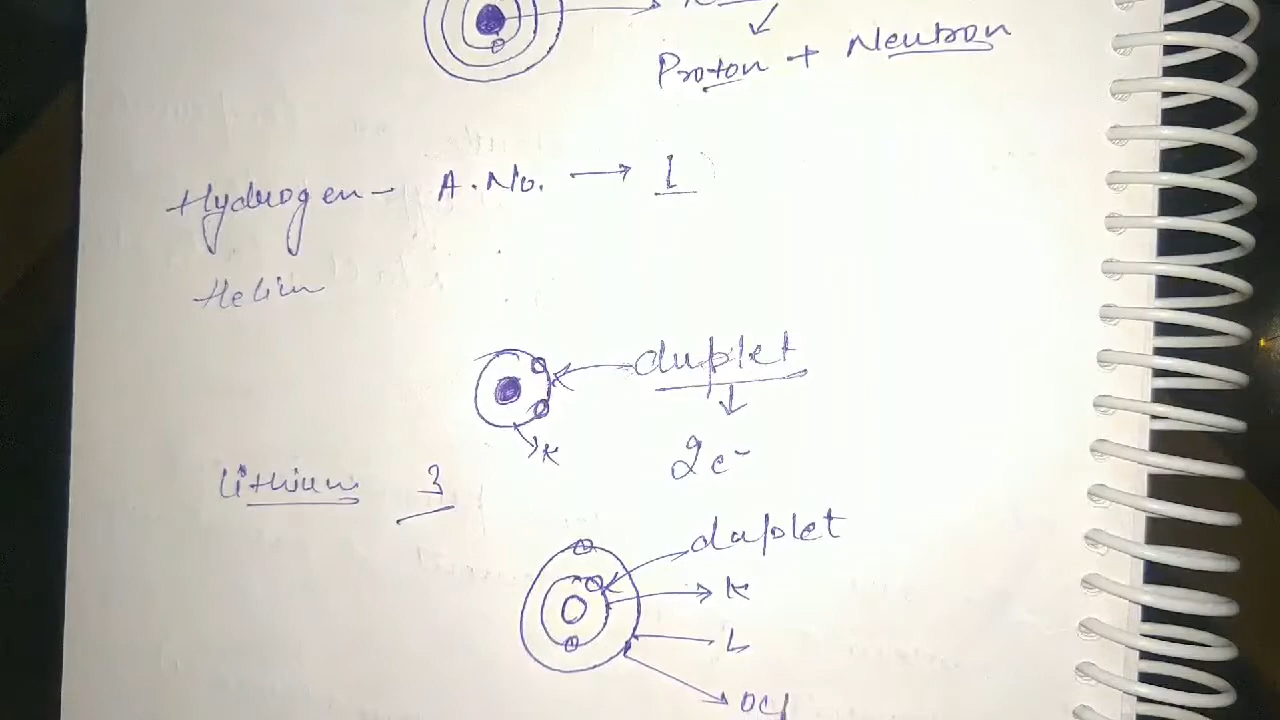 Proton + Neutron
Hydrogen - A.No. → 1
Helium
duplet
K
2e⁻
Lithium 3
duplet
K
L